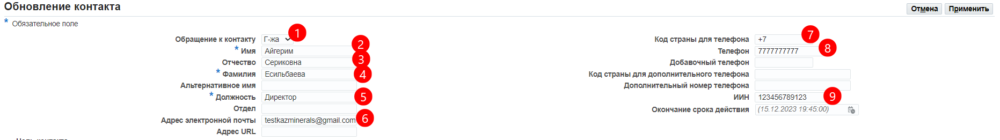 Обновление контакта
Отмена Применить
* Обязательное поле
Обращение к контакту Г-жа 1
* Имя Айгерим 2
Отчество Сериковна 3
* Фамилия Есильбаева 4
Альтернативное имя
* Должность Директор 5
Отдел
Адрес электронной почты testkazminerals@gmail.com 6
Адрес URL
Код страны для телефона +7 7
Телефон 7777777777 8
Добавочный телефон
Код страны для дополнительного телефона
Дополнительный номер телефона
ИИН 123456789123 9
Окончание срока действия (15.12.2023 19:45:00)